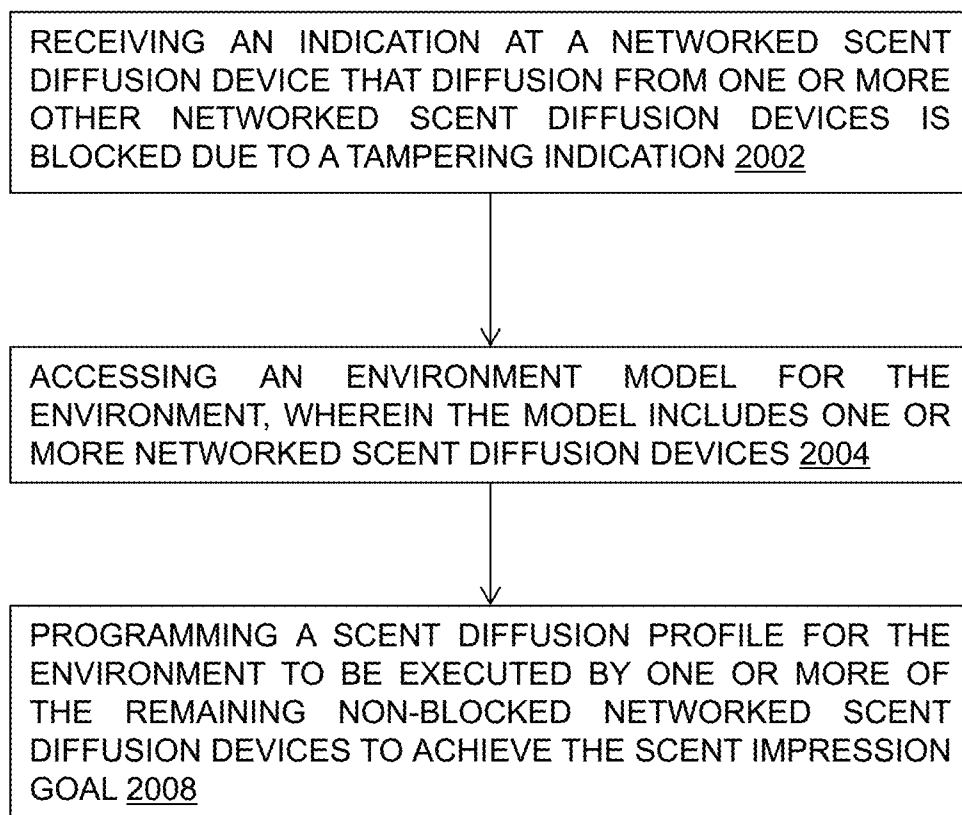 RECEIVING AN INDICATION AT A NETWORKED SCENT
DIFFUSION DEVICE THAT DIFFUSION FROM ONE OR MORE
OTHER NETWORKED SCENT DIFFUSION DEVICES IS
BLOCKED DUE TO A TAMPERING INDICATION 2002
ACCESSING AN ENVIRONMENT MODEL FOR THE
ENVIRONMENT, WHEREIN THE MODEL INCLUDES ONE OR
MORE NETWORKED SCENT DIFFUSION DEVICES 2004
PROGRAMMING A SCENT DIFFUSION PROFILE FOR THE
ENVIRONMENT TO BE EXECUTED BY ONE OR MORE OF
THE REMAINING NON-BLOCKED NETWORKED SCENT
DIFFUSION DEVICES TO ACHIEVE THE SCENT IMPRESSION
GOAL 2008